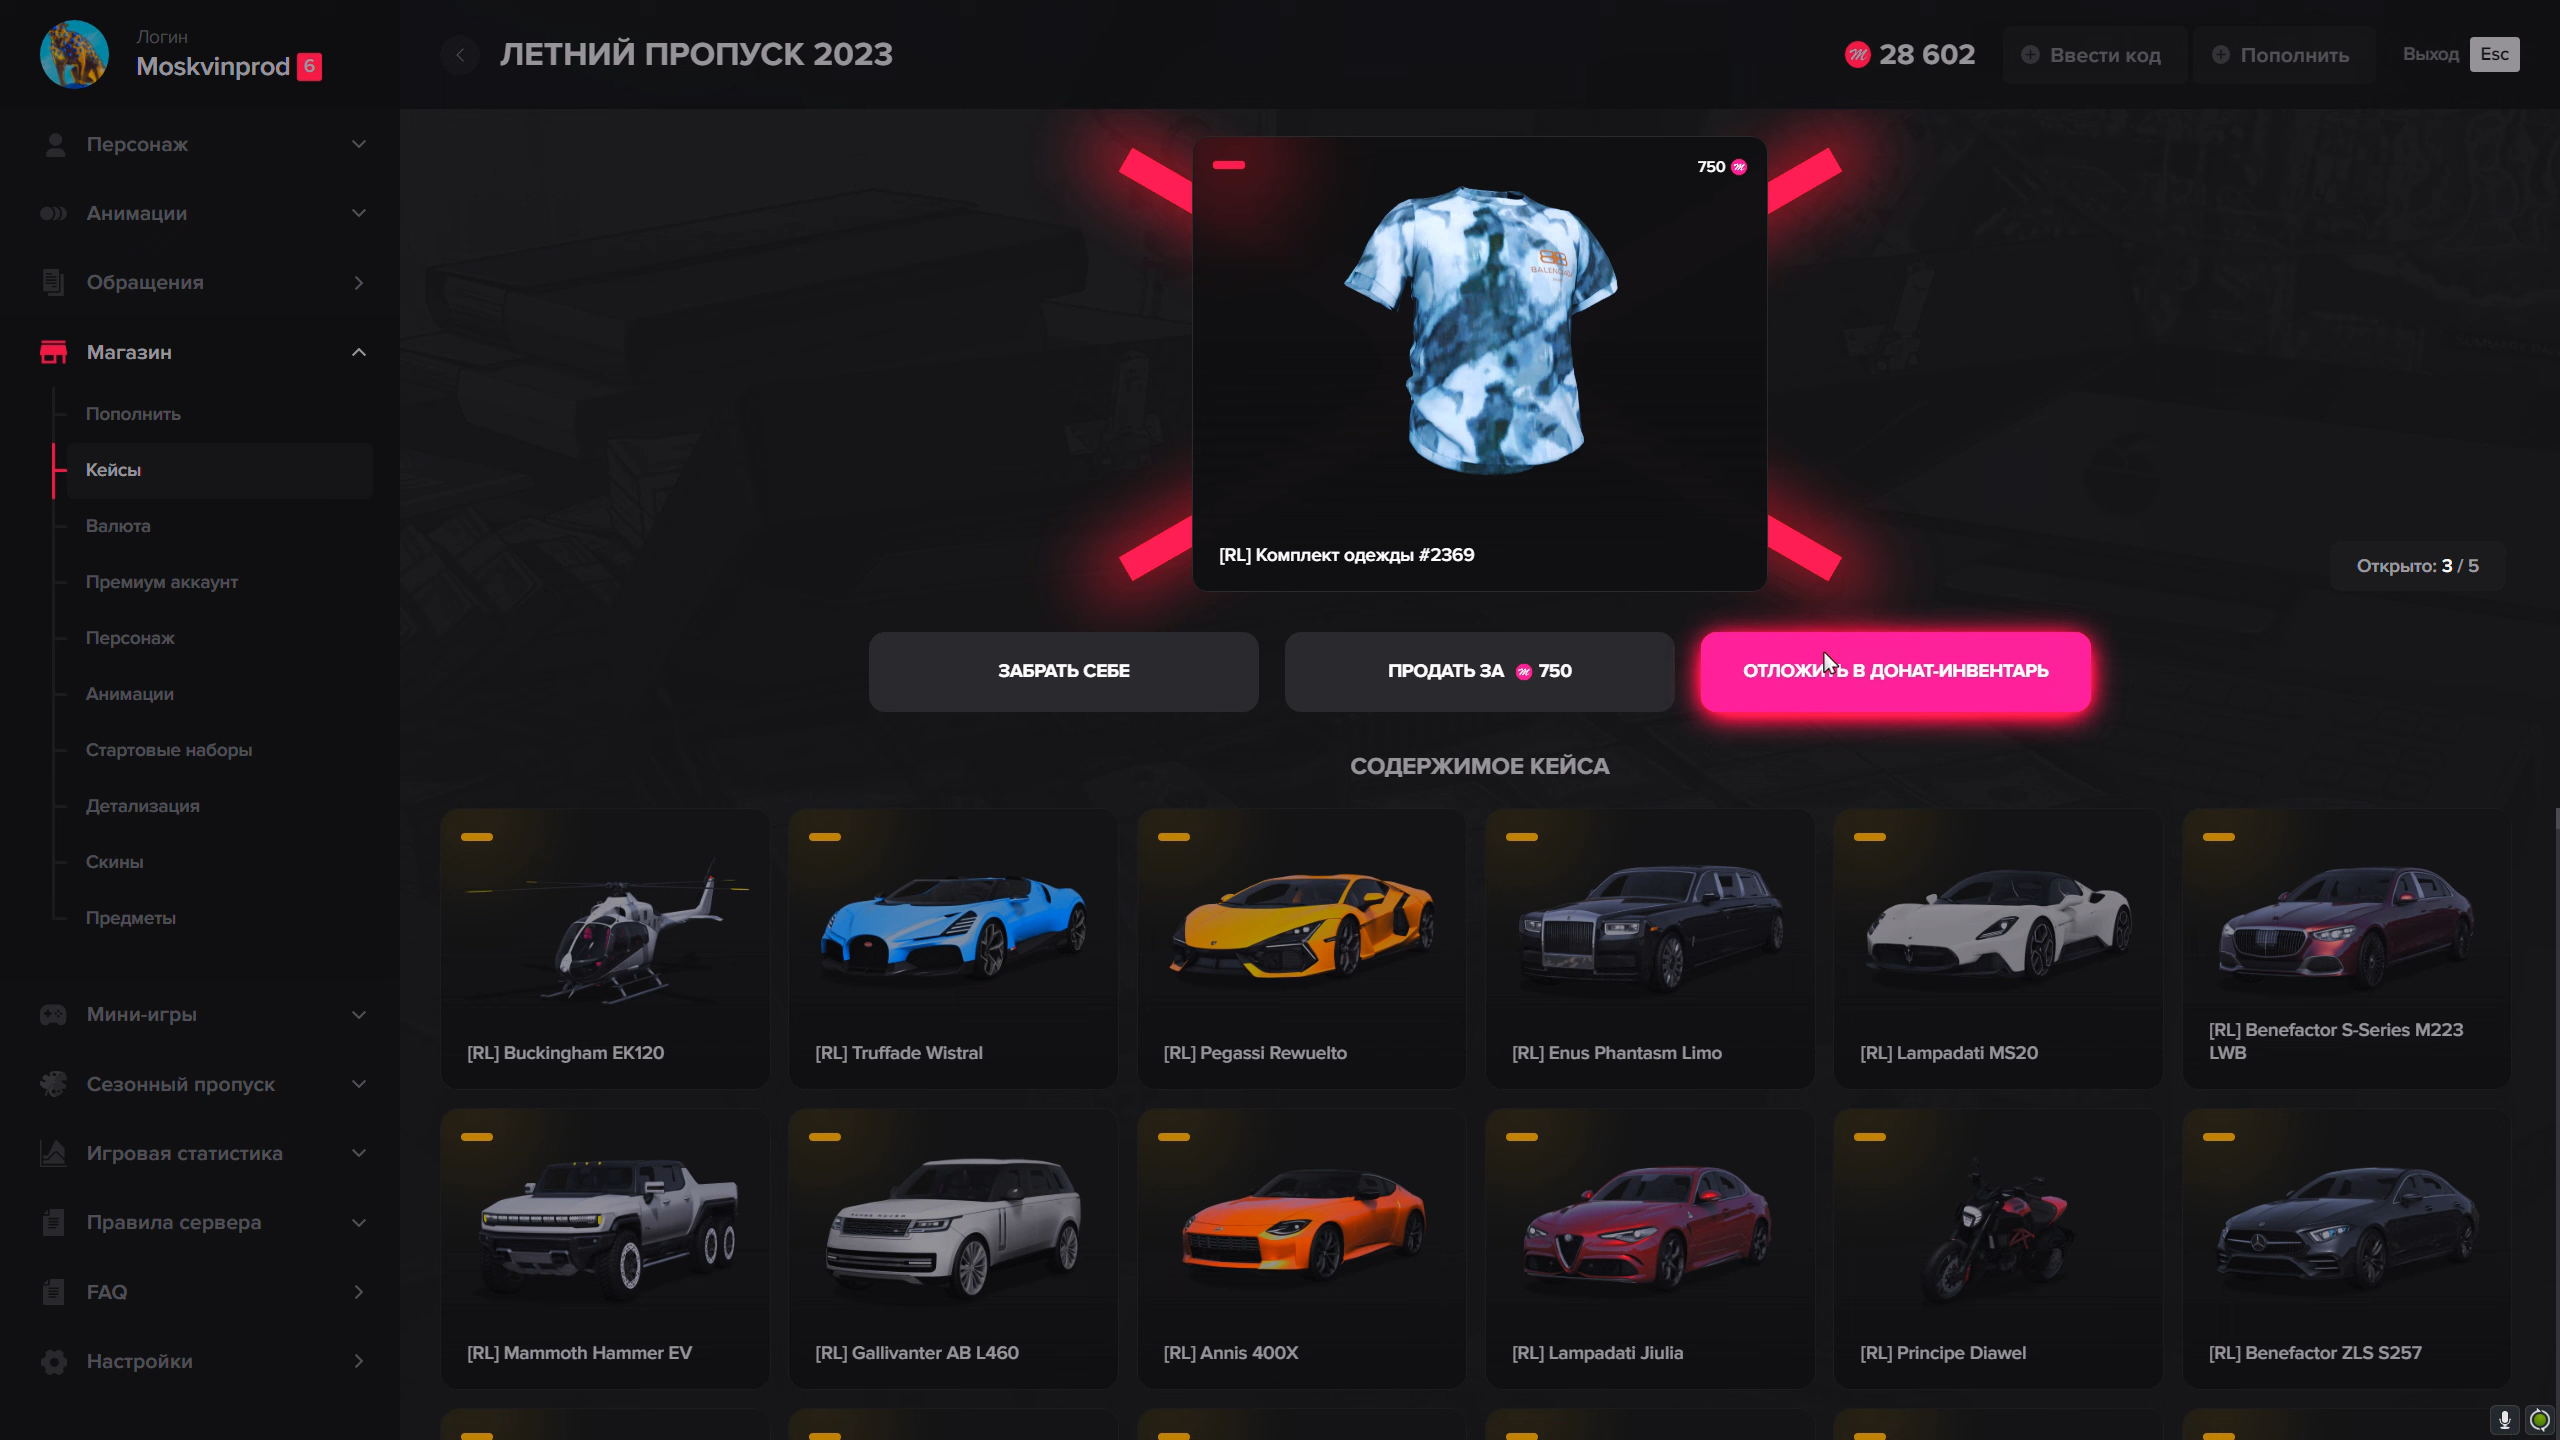 Логин
Moskvinprod 6
ЛЕТНИЙ ПРОПУСК 2023
28 602
Ввести код
Пополнить
Выход
Esc
Персонаж
Анимации
Обращения
Магазин
Пополнить
Кейсы
Валюта
Премиум аккаунт
Персонаж
Анимации
Стартовые наборы
Детализация
Скины
Предметы
Мини-игры
Сезонный пропуск
Игровая статистика
Правила сервера
FAQ
Настройки
750
[RL] Комплект одежды #2369
Открыто: 3 / 5
ЗАБРАТЬ СЕБЕ
ПРОДАТЬ ЗА 750
ОТЛОЖИТЬ В ДОНАТ-ИНВЕНТАРЬ
СОДЕРЖИМОЕ КЕЙСА
[RL] Buckingham EK120
[RL] Truffade Wistral
[RL] Pegassi Rewuelto
[RL] Enus Phantasm Limo
[RL] Lampadati MS20
[RL] Benefactor S-Series M223
LWB
[RL] Mammoth Hammer EV
[RL] Gallivanter AB L460
[RL] Annis 400X
[RL] Lampadati Jiulia
[RL] Principe Diawel
[RL] Benefactor ZLS S257